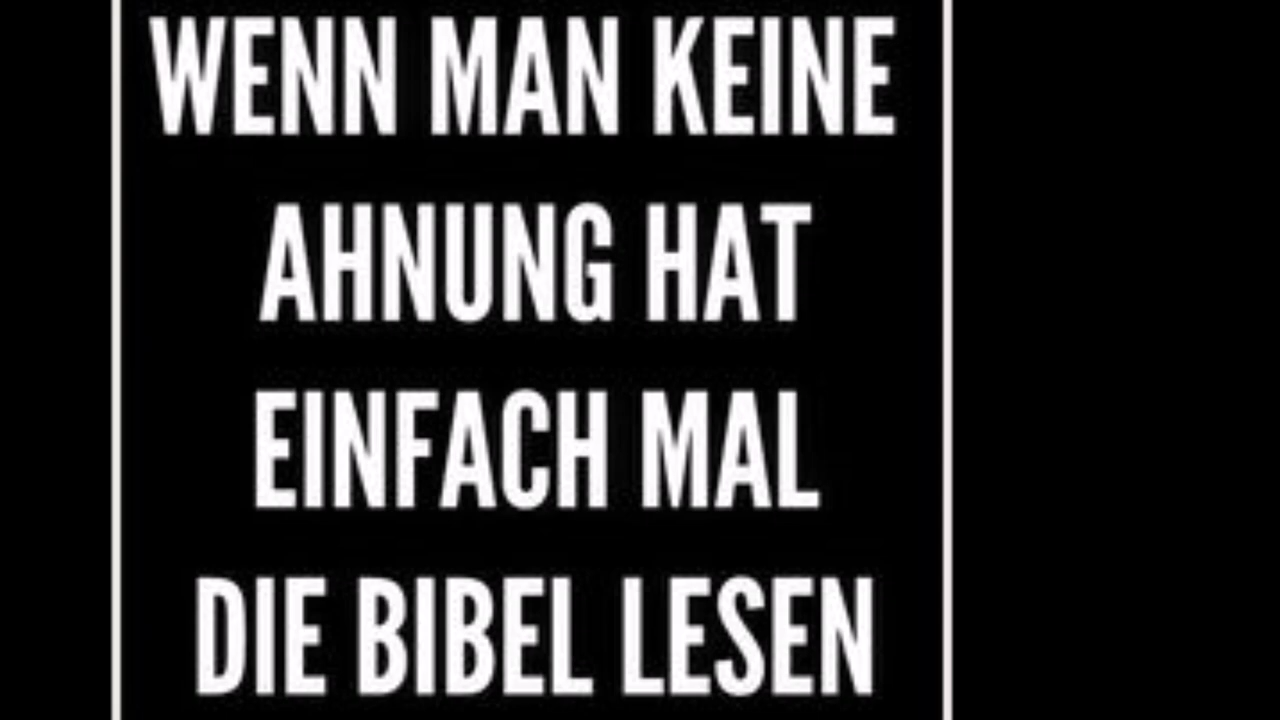 WENN MAN KEINE
AHNUNG HAT
EINFACH MAL
DIE BIBEL LESEN